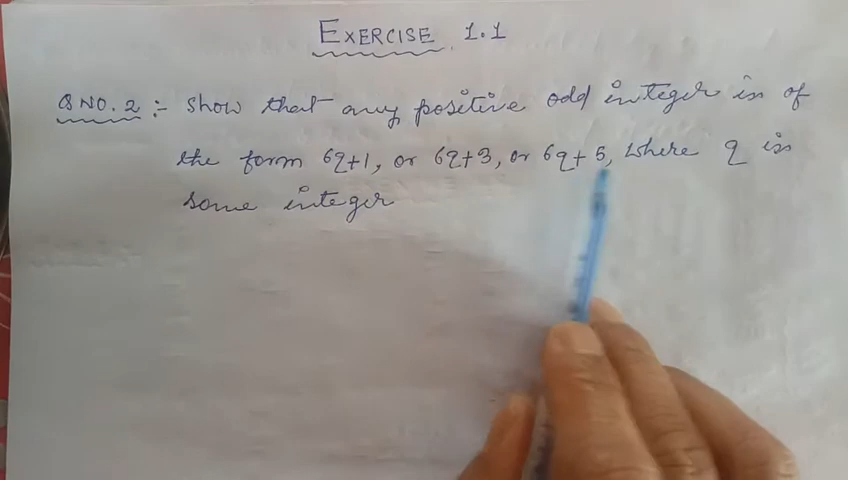 EXERCISE 1.1
Q NO. 2 :- Show that any positive odd integer is of
the form 6q+1, or 6q+3, or 6q+5, where q is
some integer